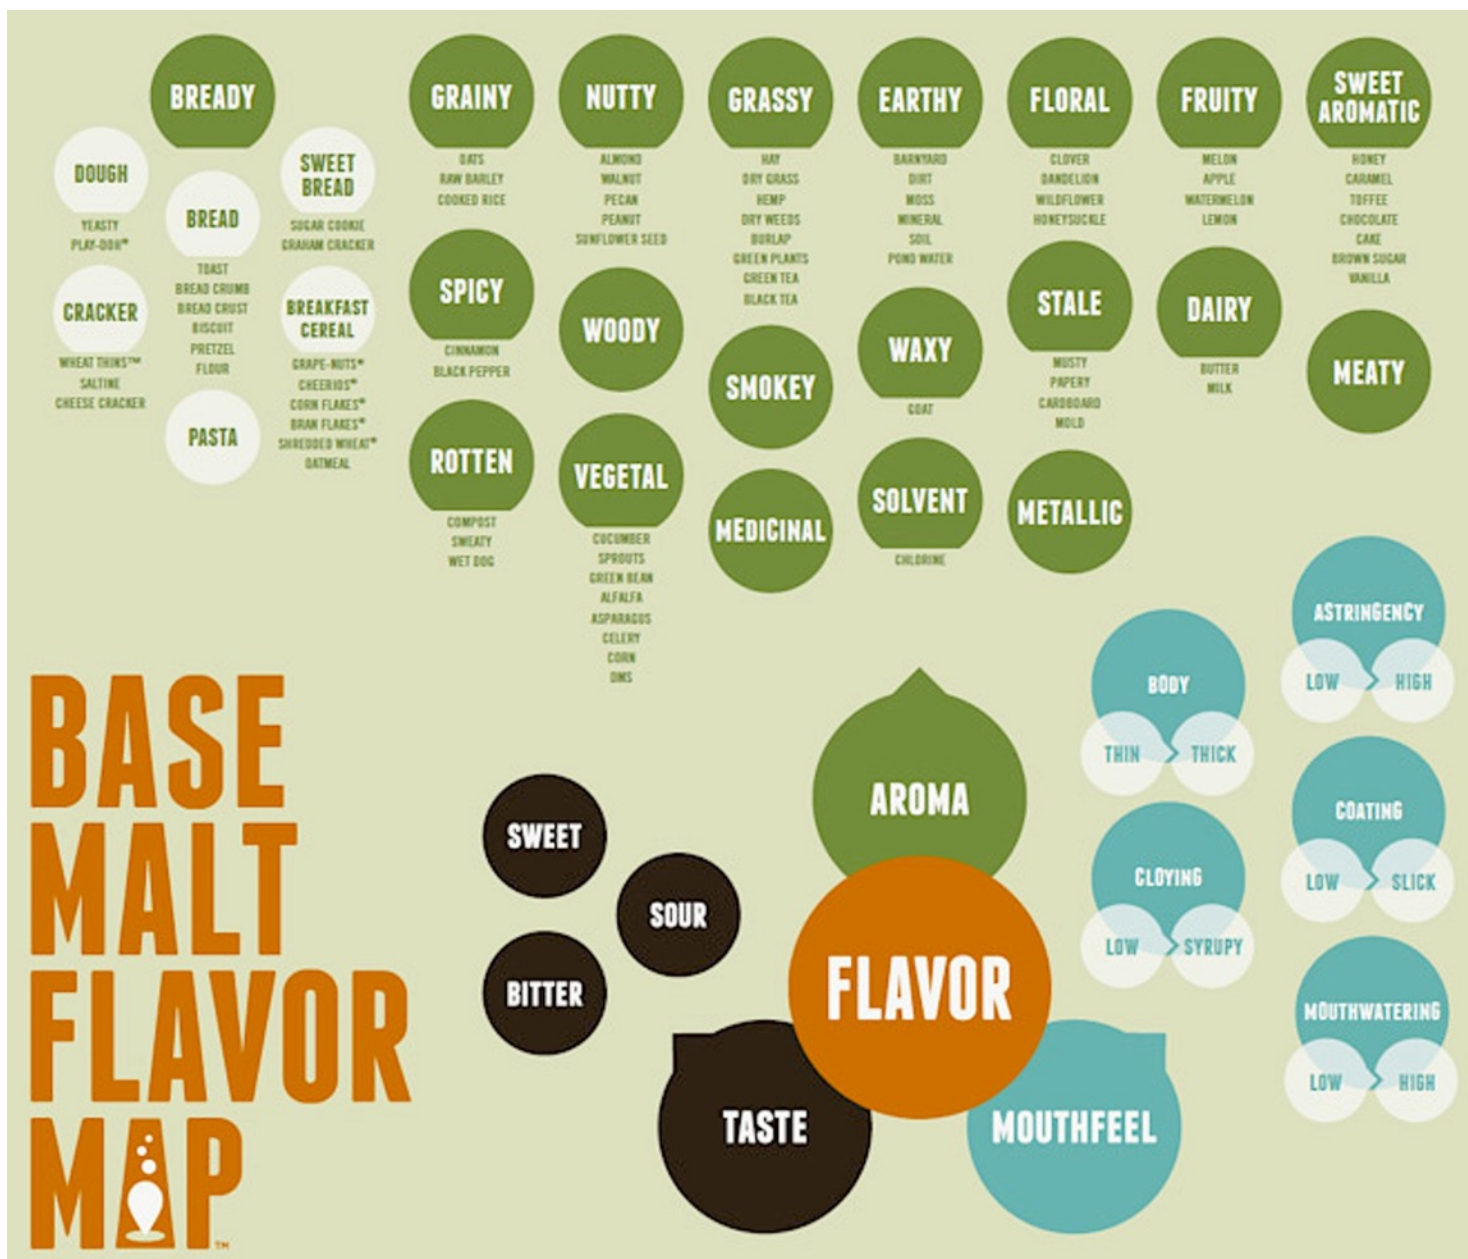 BREADY
DOUGH
YEASTY
PLAY-DOH®
CRACKER
WHEAT THINS™
SALTINE
CHEESE CRACKER
BREAD
TOAST
BREAD CRUMB
BREAD CRUST
BISCUIT
PRETZEL
FLOUR
PASTA
SWEET
BREAD
SUGAR COOKIE
GRAHAM CRACKER
BREAKFAST
CEREAL
GRAPE-NUTS®
CHEERIOS®
CORN FLAKES®
BRAN FLAKES®
SHREDDED WHEAT®
OATMEAL
GRAINY
OATS
RAW BARLEY
COOKED RICE
SPICY
CINNAMON
BLACK PEPPER
ROTTEN
COMPOST
SWEATY
WET DOG
NUTTY
ALMOND
WALNUT
PECAN
PEANUT
SUNFLOWER SEED
WOODY
VEGETAL
CUCUMBER
SPROUTS
GREEN BEAN
ALFALFA
ASPARAGUS
CELERY
CORN
DMS
GRASSY
HAY
DRY GRASS
HEMP
DRY WEEDS
BURLAP
GREEN PLANTS
GREEN TEA
BLACK TEA
SMOKEY
MEDICINAL
EARTHY
BARNYARD
DIRT
MOSS
MINERAL
SOIL
POND WATER
WAXY
COAT
SOLVENT
CHLORINE
FLORAL
CLOVER
DANDELION
WILDFLOWER
HONEYSUCKLE
STALE
MUSTY
PAPERY
CARDBOARD
MOLD
METALLIC
FRUITY
MELON
APPLE
WATERMELON
LEMON
DAIRY
BUTTER
MILK
SWEET
AROMATIC
HONEY
CARAMEL
TOFFEE
CHOCOLATE
CAKE
BROWN SUGAR
VANILLA
MEATY
BASE
MALT
FLAVOR
MAP™
SWEET
SOUR
BITTER
AROMA
FLAVOR
TASTE
MOUTHFEEL
BODY
THIN > THICK
CLOYING
LOW > SYRUPY
ASTRINGENCY
LOW > HIGH
COATING
LOW > SLICK
MOUTHWATERING
LOW > HIGH